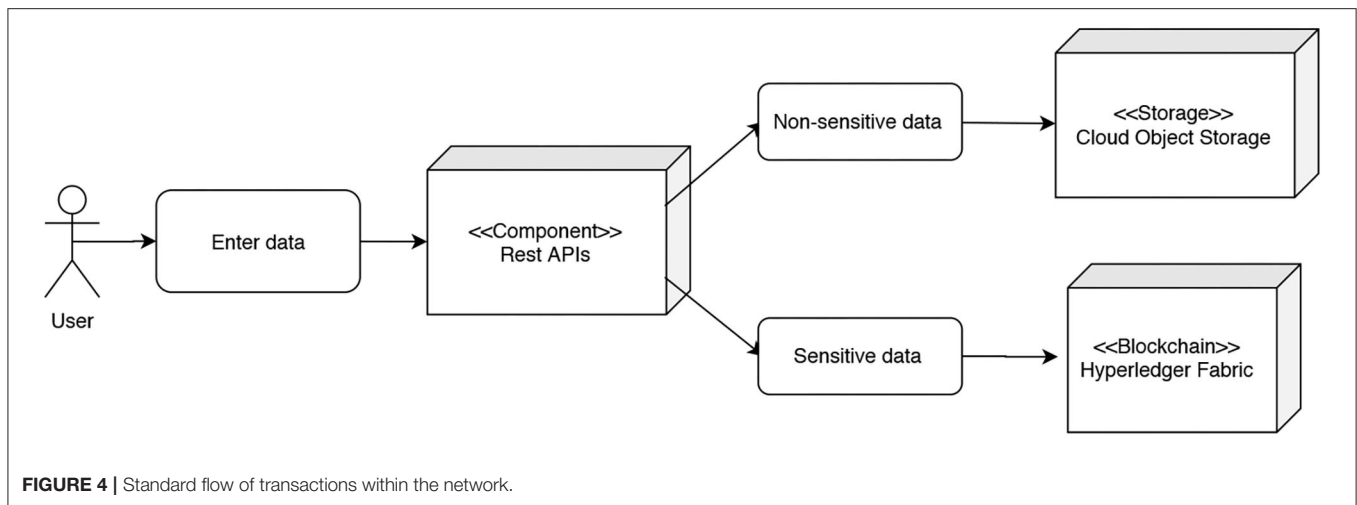 Non-sensitive data
<<Storage>>
Cloud Object Storage
Enter data
<<Component>>
Rest APIs
User
Sensitive data
<<Blockchain>>
Hyperledger Fabric
FIGURE 4 | Standard flow of transactions within the network.